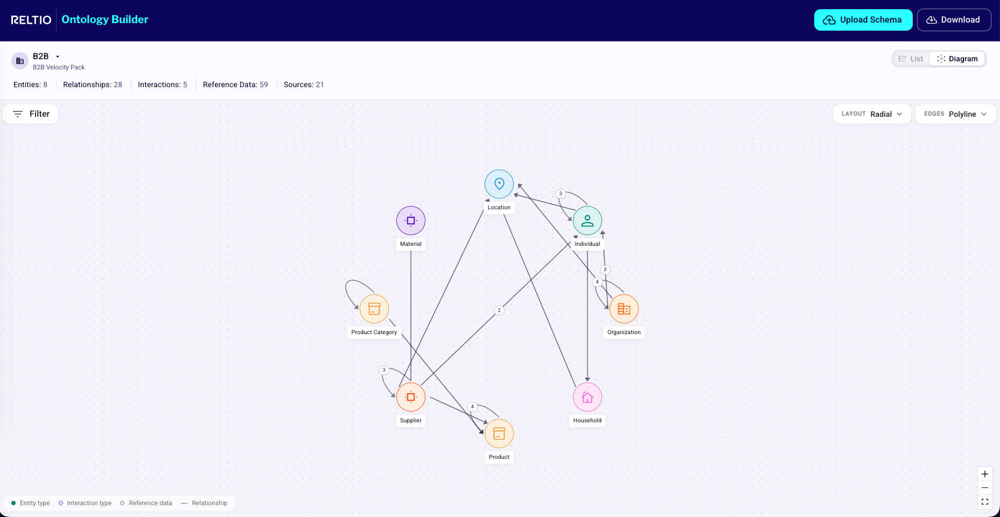 RELTIO
Ontology Builder
Upload Schema
Download
B2B
B2B Velocity Pack
List
Diagram
Entities: 8
Relationships: 28
Interactions: 5
Reference Data: 59
Sources: 21
Filter
LAYOUT Radial
EDGES Polyline
Location
3
Material
Individual
3
4
2
Product Category
Organization
3
4
Supplier
Household
Product
Entity type
Interaction type
Reference data
Relationship